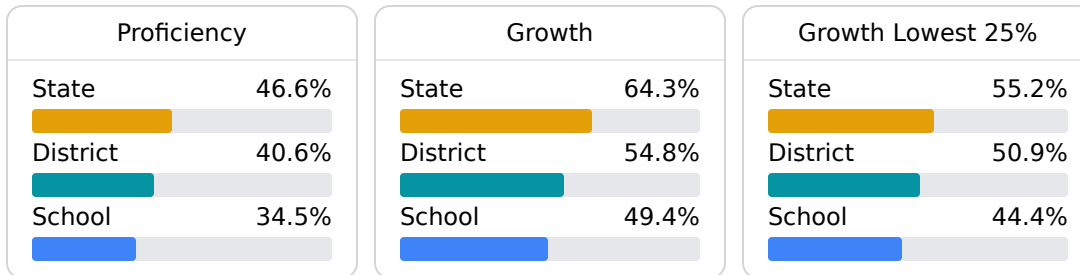 Proficiency
State 46.6%
District 40.6%
School 34.5%
Growth
State 64.3%
District 54.8%
School 49.4%
Growth Lowest 25%
State 55.2%
District 50.9%
School 44.4%